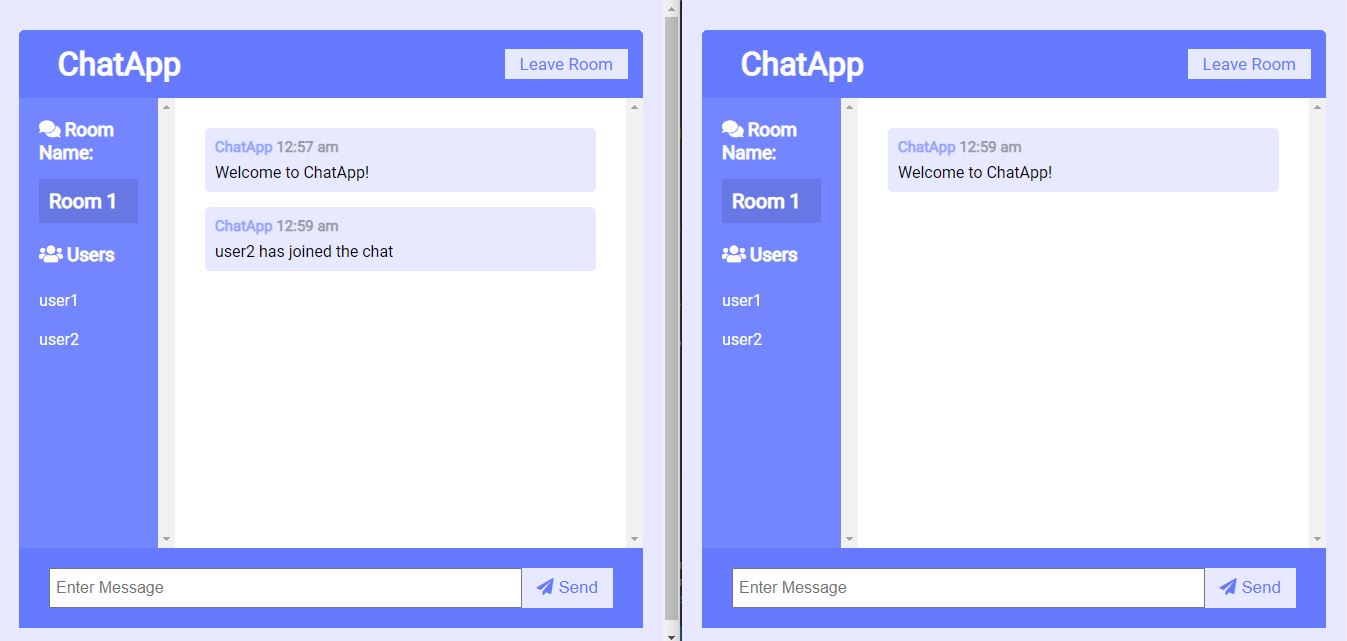 ChatApp
Leave Room
Room
Name:
Room 1
Users
user1
user2
ChatApp 12:57 am
Welcome to ChatApp!
ChatApp 12:59 am
user2 has joined the chat
Enter Message
Send
ChatApp
Leave Room
Room
Name:
Room 1
Users
user1
user2
ChatApp 12:59 am
Welcome to ChatApp!
Enter Message
Send